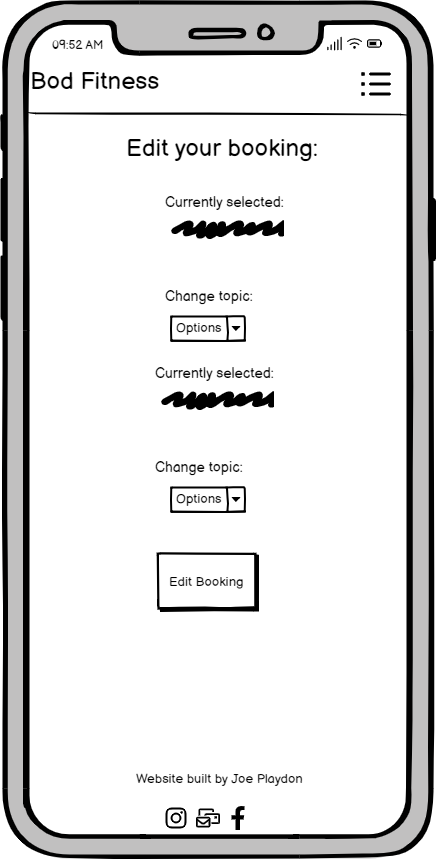 09:52 AM
Bod Fitness
Edit your booking:
Currently selected:
Change topic:
Options
Currently selected:
Change topic:
Options
Edit Booking
Website built by Joe Playdon